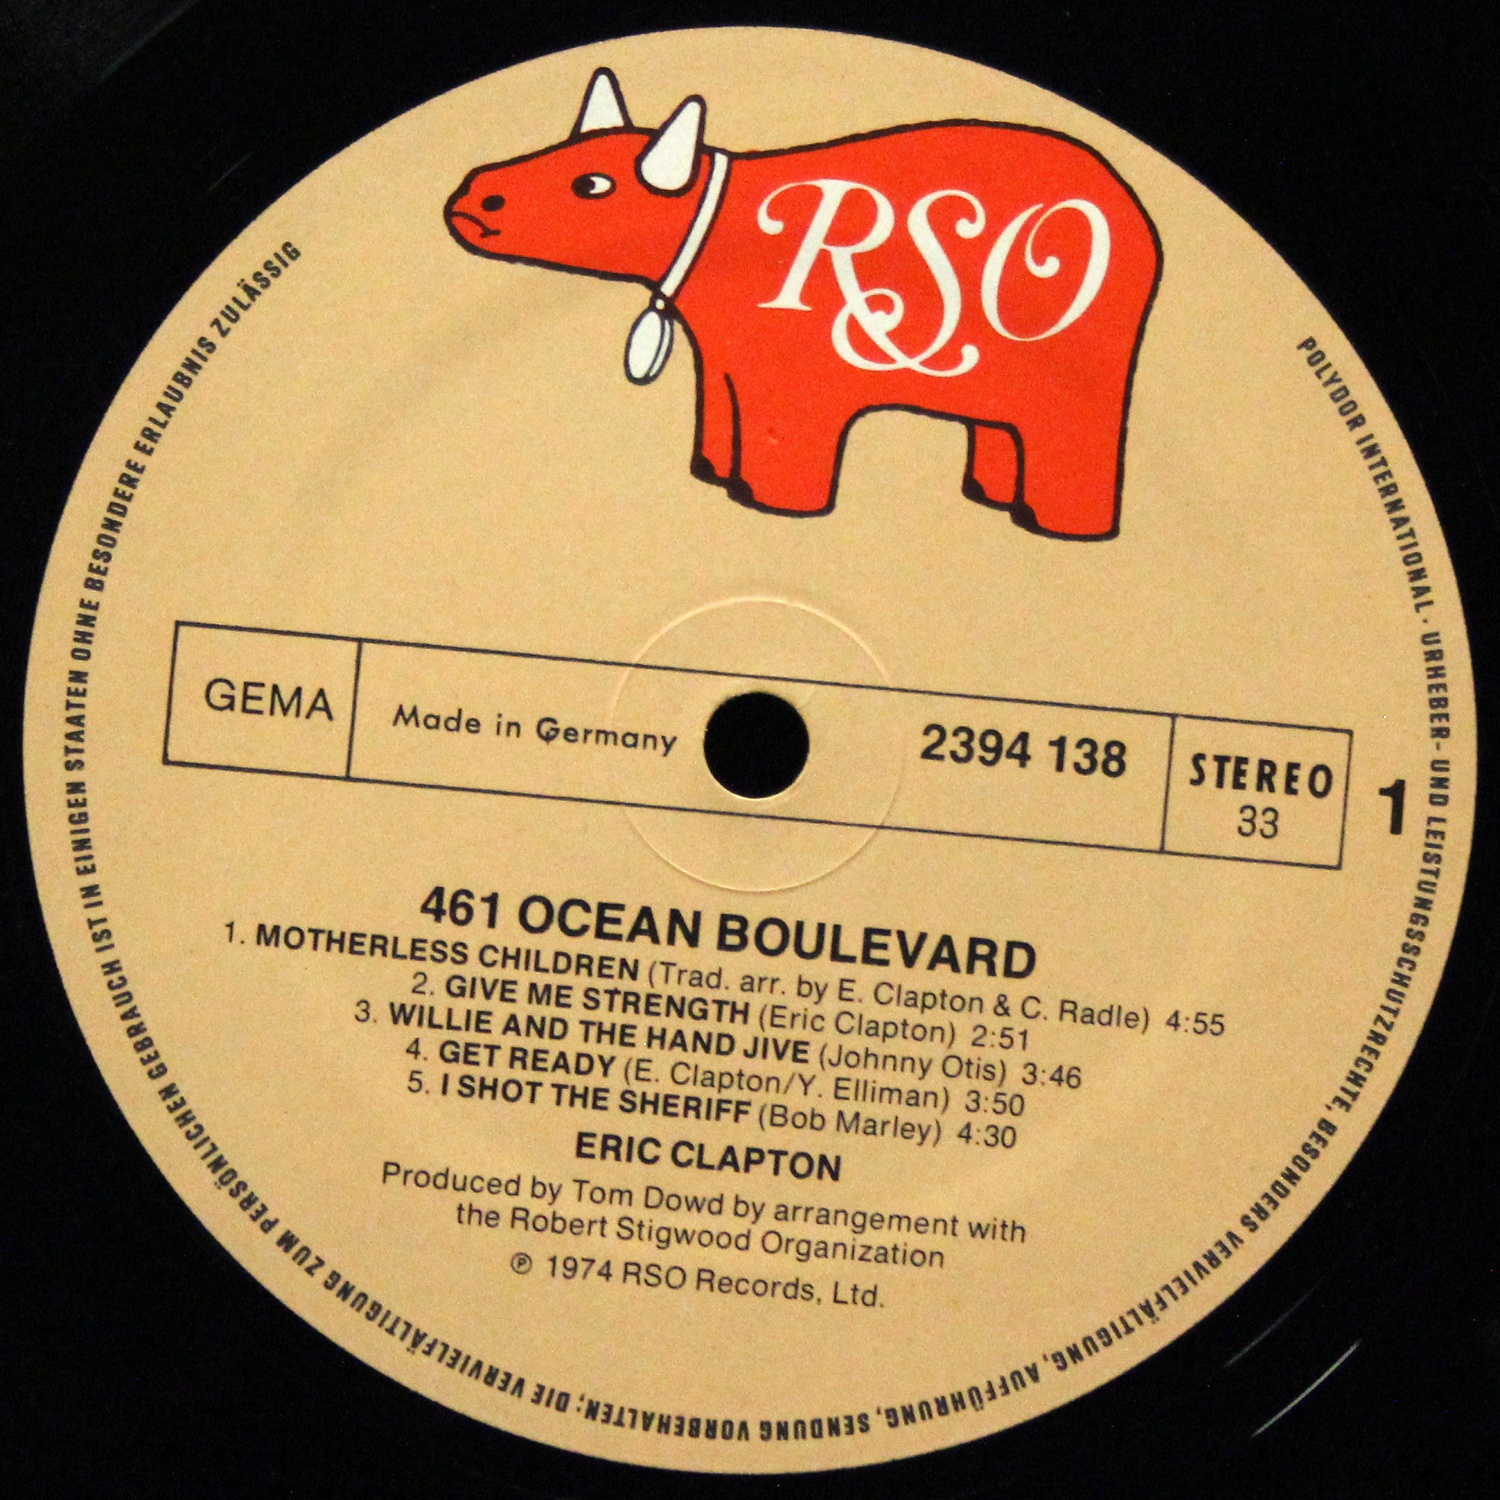 RSO
POLYDOR INTERNATIONAL · URHEBER- UND LEISTUNGSSCHUTZRECHTE, BESONDERS VERVIELFÄLTIGUNG, AUFFÜHRUNG, SENDUNG VORBEHALTEN; DIE VERVIELFÄLTIGUNG ZUM PERSÖNLICHEN GEBRAUCH IST IN EINIGEN STAATEN OHNE BESONDERE ERLAUBNIS ZULÄSSIG
GEMA
Made in Germany
2394 138
STEREO
33
1
461 OCEAN BOULEVARD
1. MOTHERLESS CHILDREN (Trad. arr. by E. Clapton & C. Radle) 4:55
2. GIVE ME STRENGTH (Eric Clapton) 2:51
3. WILLIE AND THE HAND JIVE (Johnny Otis) 3:46
4. GET READY (E. Clapton/Y. Elliman) 3:50
5. I SHOT THE SHERIFF (Bob Marley) 4:30
ERIC CLAPTON
Produced by Tom Dowd by arrangement with
the Robert Stigwood Organization
℗ 1974 RSO Records, Ltd.